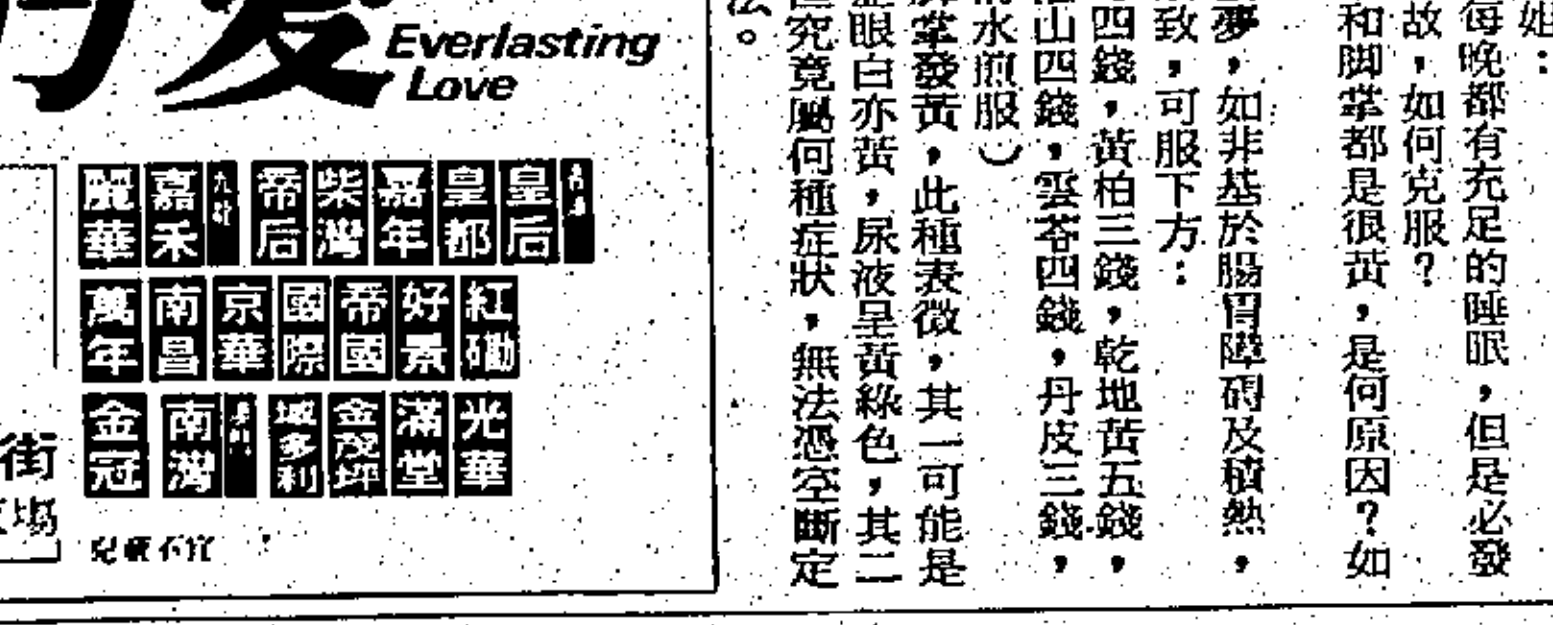 姐：
每晚都有充足的睡眠，但是必發
故，如何克服？
和脚掌都是很黃，是何原因？如
夢，如非基於腸胃障碍及積熱，
致，可服下方：
四錢，黃柏三錢，乾地黃五錢，
山四錢，雲苓四錢，丹皮三錢，
水煎服）
掌發黃，此種表徵，其一可能是
眼白亦黃，尿液呈黃綠色，其二
究竟屬何種症狀，無法憑空斷定
法。
愛
Everlasting
Love
皇后 皇都 嘉年 柴灣 帝后 九龍 嘉禾 麗華
紅磡 好景 帝國 國際 京華 南昌 萬年
光華 滿堂 金茂坪 域多利 南灣 金冠
兒童不宜
街
場